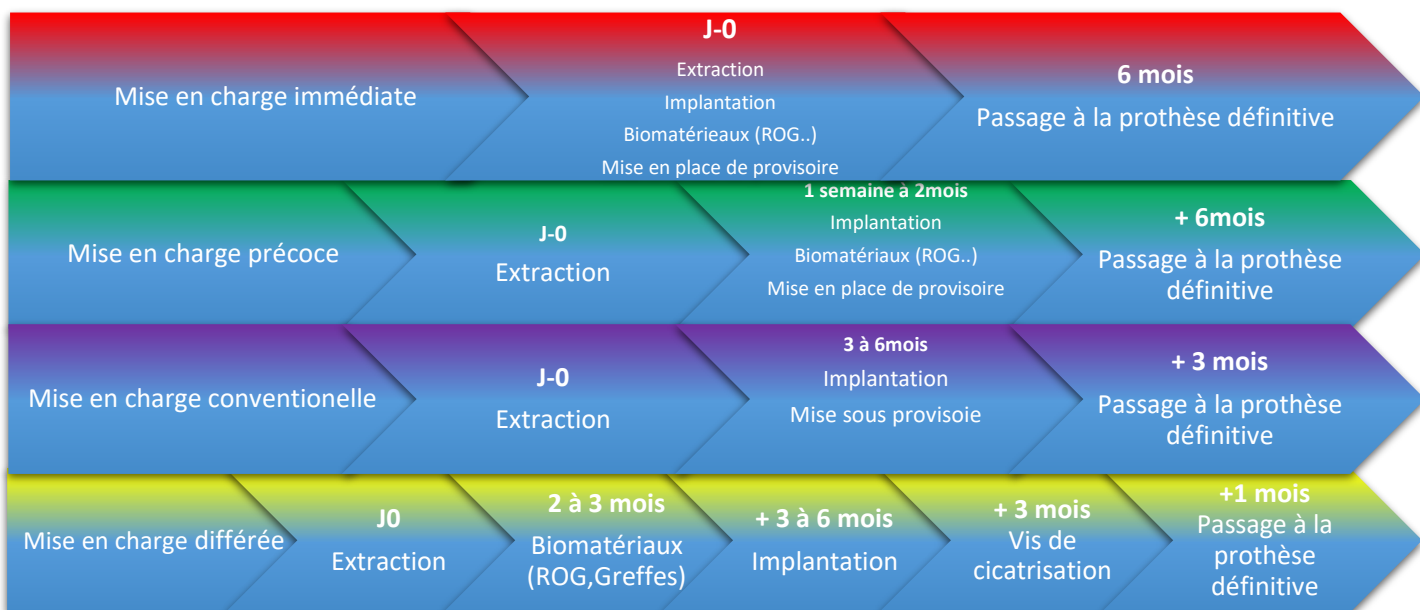 Mise en charge immédiate
J-0
Extraction
Implantation
Biomatérieaux (ROG..)
Mise en place de provisoire
6 mois
Passage à la prothèse définitive
Mise en charge précoce
J-0
Extraction
1 semaine à 2mois
Implantation
Biomatériaux (ROG..)
Mise en place de provisoire
+ 6mois
Passage à la prothèse
définitive
Mise en charge conventionelle
J-0
Extraction
3 à 6mois
Implantation
Mise sous provisoie
+ 3 mois
Passage à la prothèse
définitive
Mise en charge différée
J0
Extraction
2 à 3 mois
Biomatériaux
(ROG,Greffes)
+ 3 à 6 mois
Implantation
+ 3 mois
Vis de
cicatrisation
+1 mois
Passage à la
prothèse
définitive